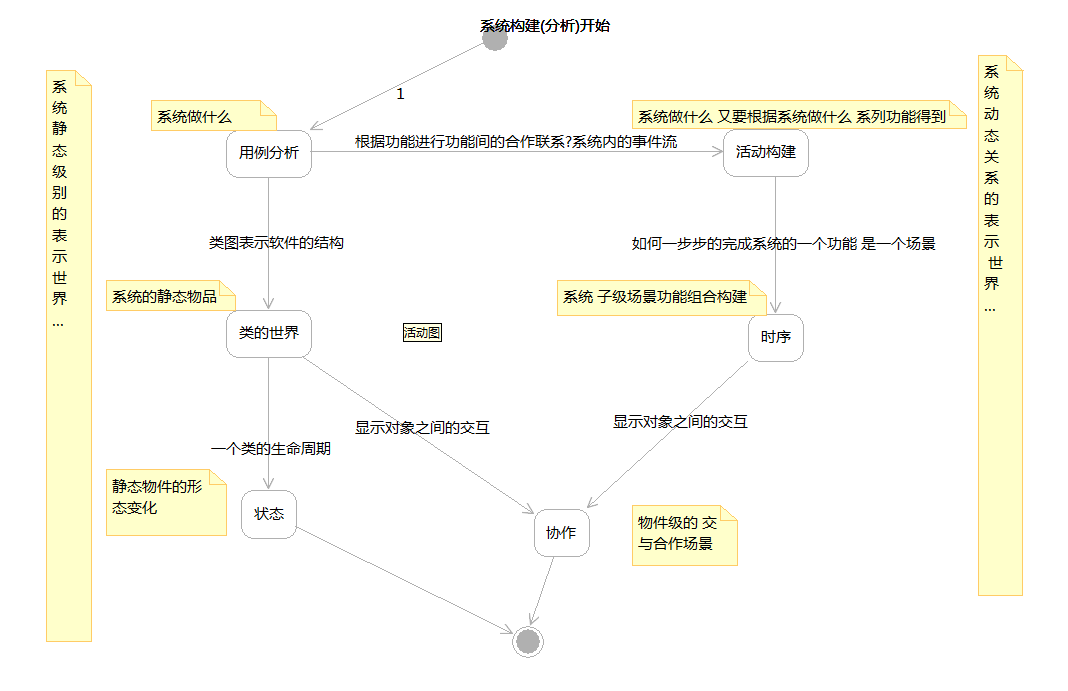 系统构建(分析)开始
1
系统做什么
用例分析
根据功能进行功能间的合作联系?系统内的事件流
系统做什么 又要根据系统做什么 系列功能得到
活动构建
系
统
静
态
级
别
的
表
示
世
界
...
系
统
动
态
关
系
的
表
示
世
界
...
类图表示软件的结构
如何一步步的完成系统的一个功能 是一个场景
系统的静态物品
类的世界
活动图
系统 子级场景功能组合构建
时序
显示对象之间的交互
显示对象之间的交互
一个类的生命周期
静态物件的形
态变化
状态
协作
物件级的 交
与合作场景